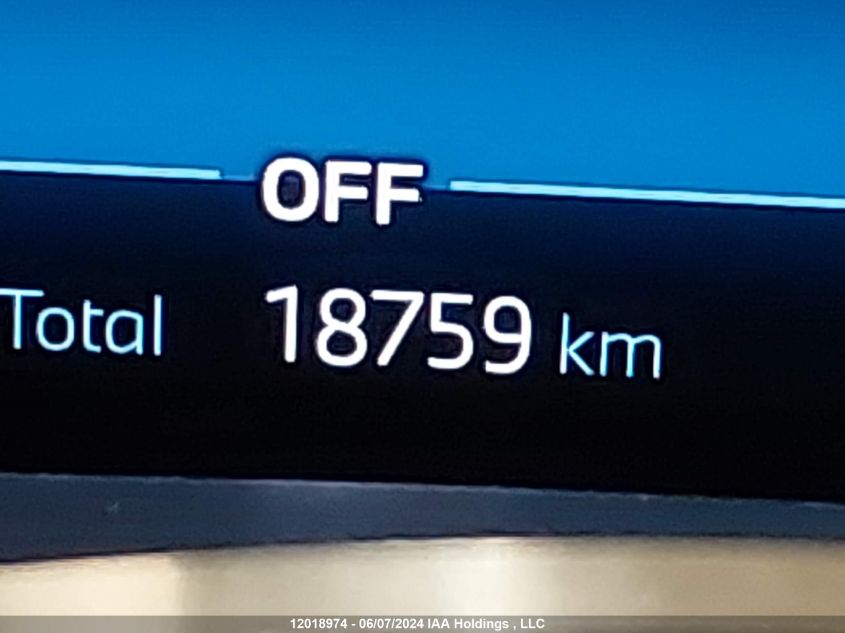 OFF
Total 18759 km
12018974 - 06/07/2024 IAA Holdings , LLC